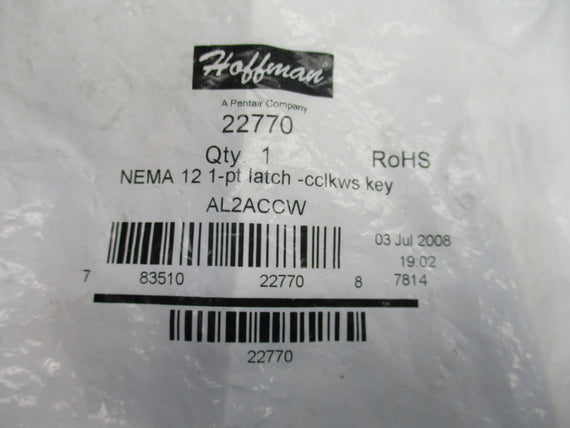 Hoffman®
A Pentair Company
22770
Qty 1 RoHS
NEMA 12 1-pt latch -cclkws key
AL2ACCW
03 Jul 2008
19:02
7 83510 22770 8 7814
22770